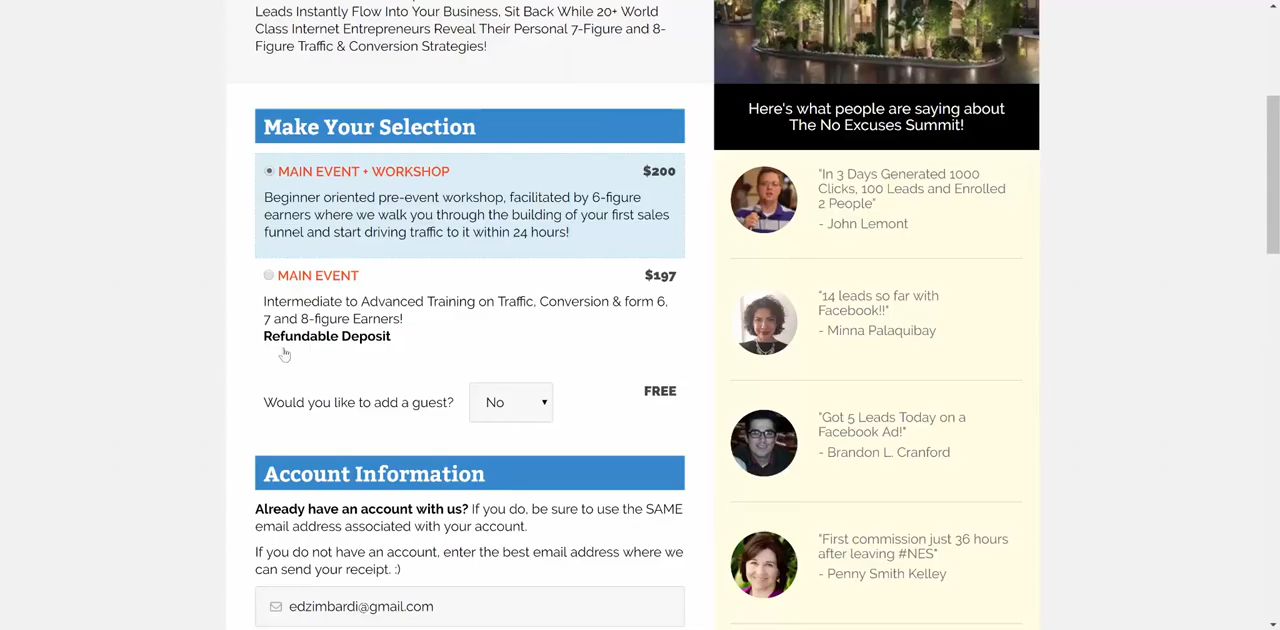 Leads Instantly Flow Into Your Business, Sit Back While 20+ World
Class Internet Entrepreneurs Reveal Their Personal 7-Figure and 8-
Figure Traffic & Conversion Strategies!
Make Your Selection
MAIN EVENT + WORKSHOP $200
Beginner oriented pre-event workshop, facilitated by 6-figure
earners where we walk you through the building of your first sales
funnel and start driving traffic to it within 24 hours!
MAIN EVENT $197
Intermediate to Advanced Training on Traffic, Conversion & form 6,
7 and 8-figure Earners!
Refundable Deposit
Would you like to add a guest? No FREE
Account Information
Already have an account with us? If you do, be sure to use the SAME
email address associated with your account.
If you do not have an account, enter the best email address where we
can send your receipt. :)
edzimbardi@gmail.com
Here's what people are saying about
The No Excuses Summit!
"In 3 Days Generated 1000
Clicks, 100 Leads and Enrolled
2 People"
- John Lemont
"14 leads so far with
Facebook!!"
- Minna Palaquibay
"Got 5 Leads Today on a
Facebook Ad!"
- Brandon L. Cranford
"First commission just 36 hours
after leaving #NES"
- Penny Smith Kelley